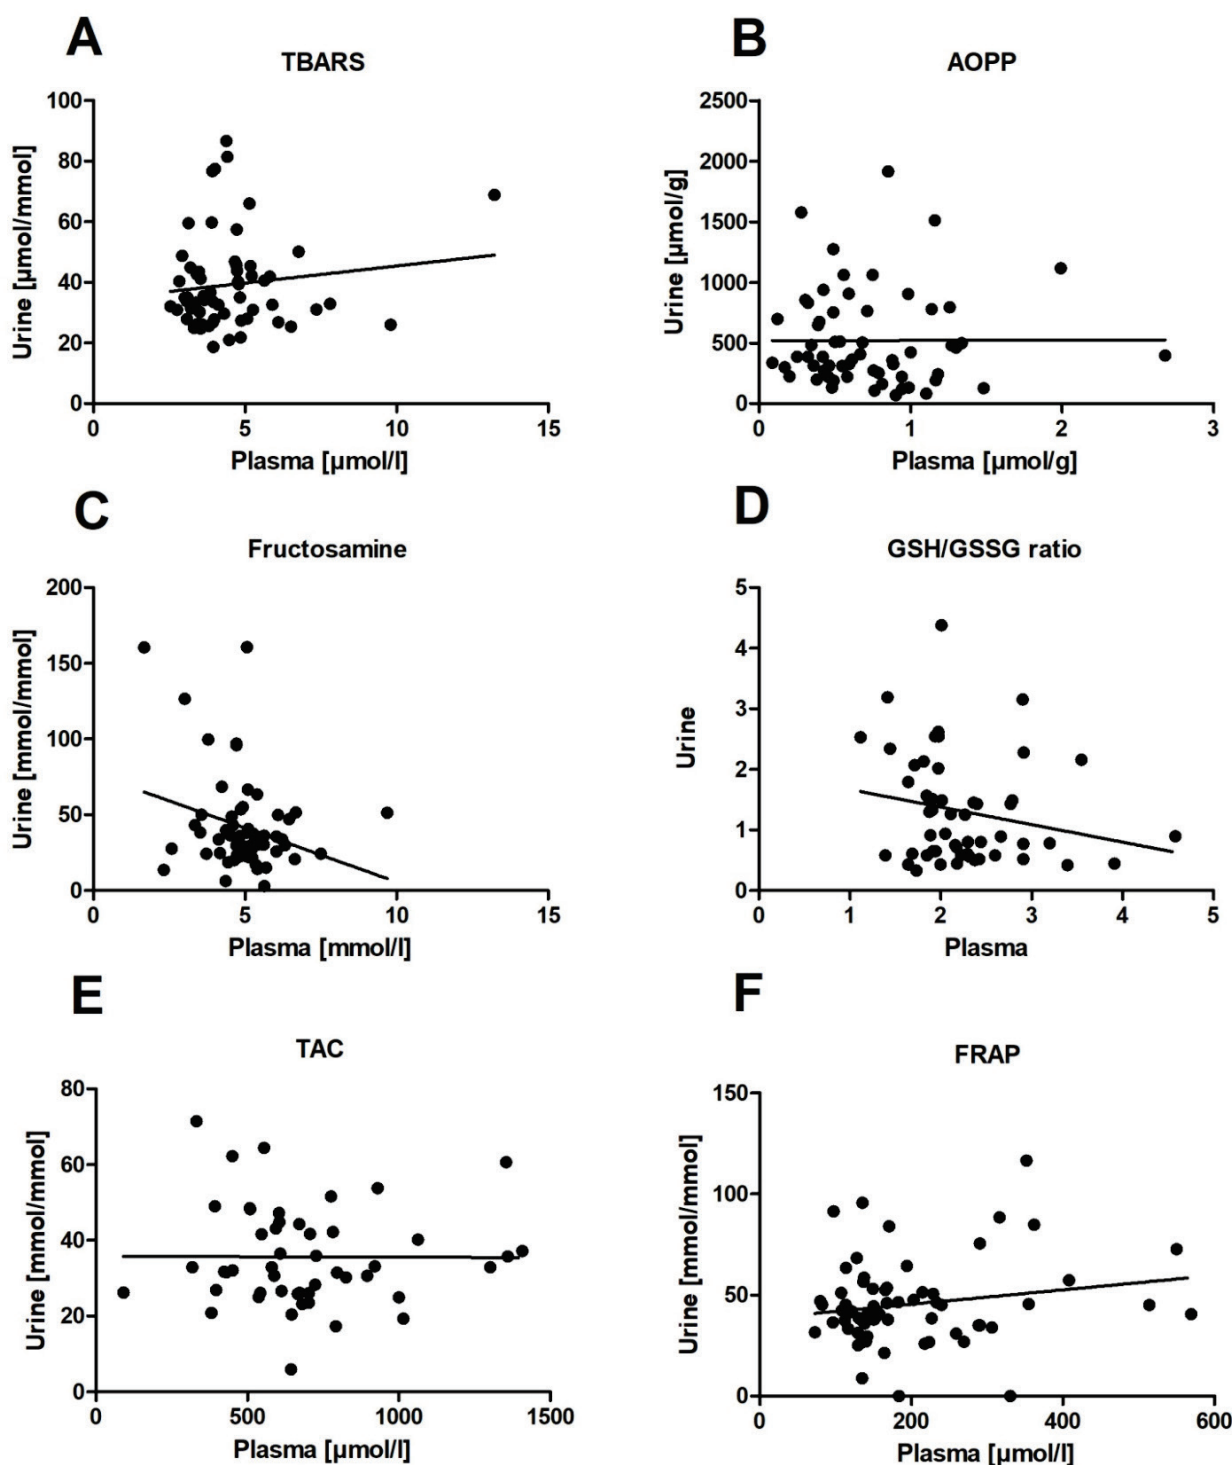 A
TBARS
Urine [µmol/mmol]
100
80
60
40
20
0
0 5 10 15
Plasma [µmol/l]
B
AOPP
Urine [µmol/g]
2500
2000
1500
1000
500
0
0 1 2 3
Plasma [µmol/g]
C
Fructosamine
Urine [mmol/mmol]
200
150
100
50
0
0 5 10 15
Plasma [mmol/l]
D
GSH/GSSG ratio
Urine
5
4
3
2
1
0
0 1 2 3 4 5
Plasma
E
TAC
Urine [mmol/mmol]
80
60
40
20
0
0 500 1000 1500
Plasma [µmol/l]
F
FRAP
Urine [mmol/mmol]
150
100
50
0
0 200 400 600
Plasma [µmol/l]